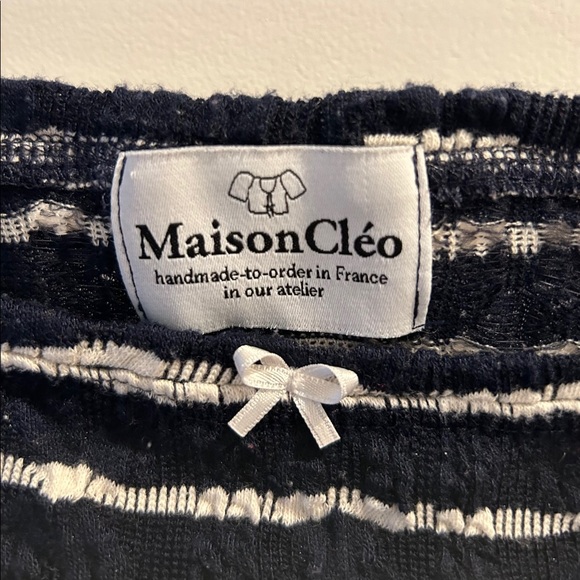 MaisonCléo
handmade-to-order in France
in our atelier